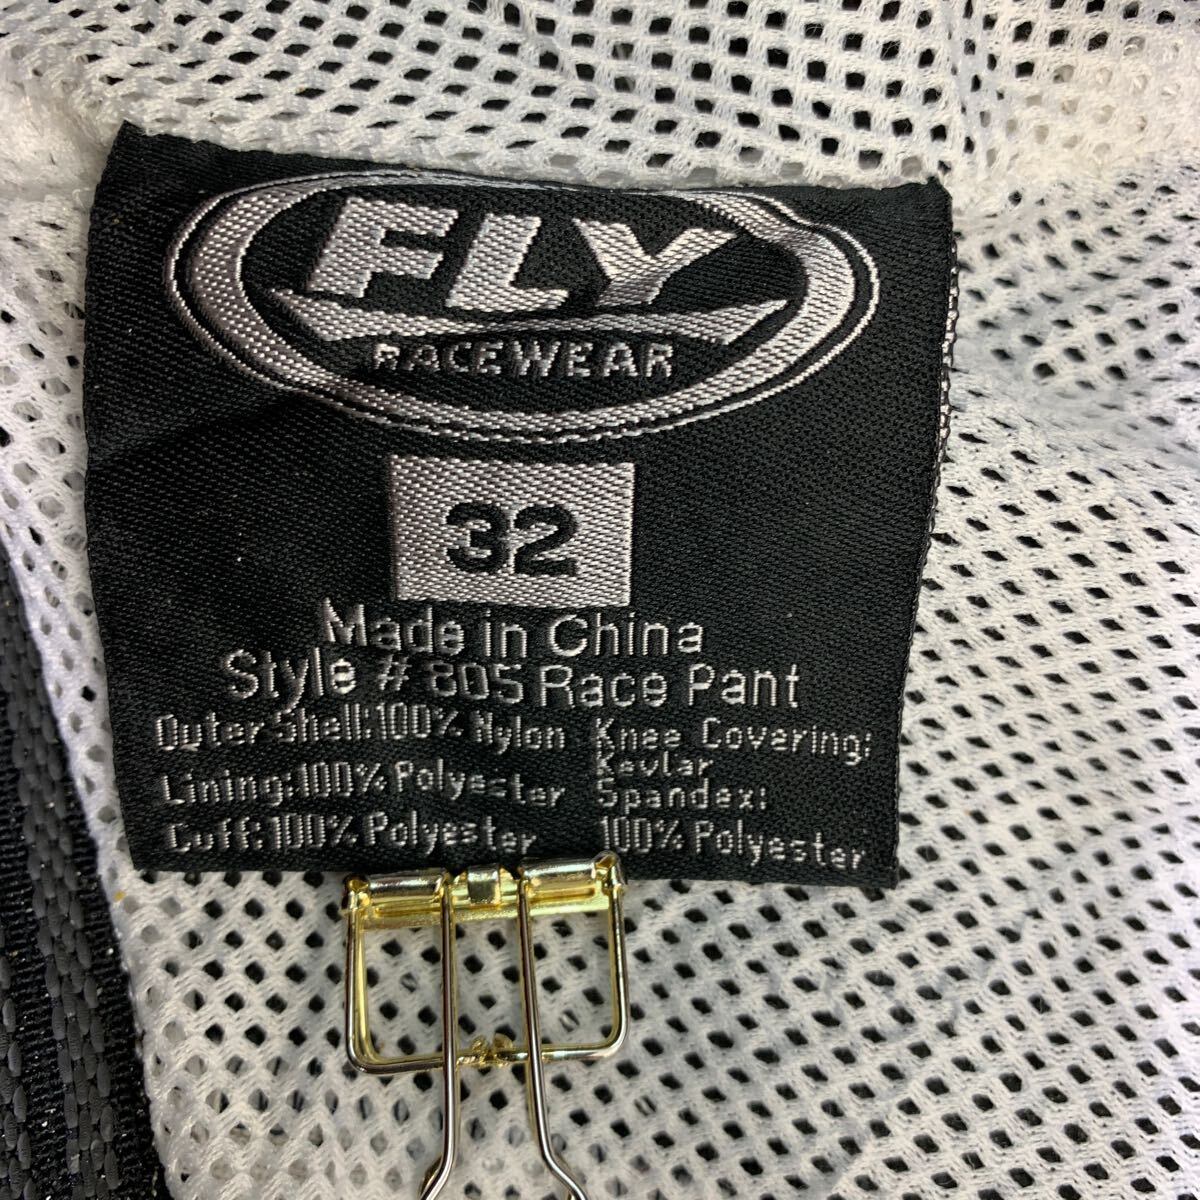 FLY
RACEWEAR
32
Made in China
Style # 805 Race Pant
Outer Shell:100% Nylon
Lining:100% Polyester
Cuff:100% Polyester
Knee Covering:
Kevlar
Spandex:
100% Polyester